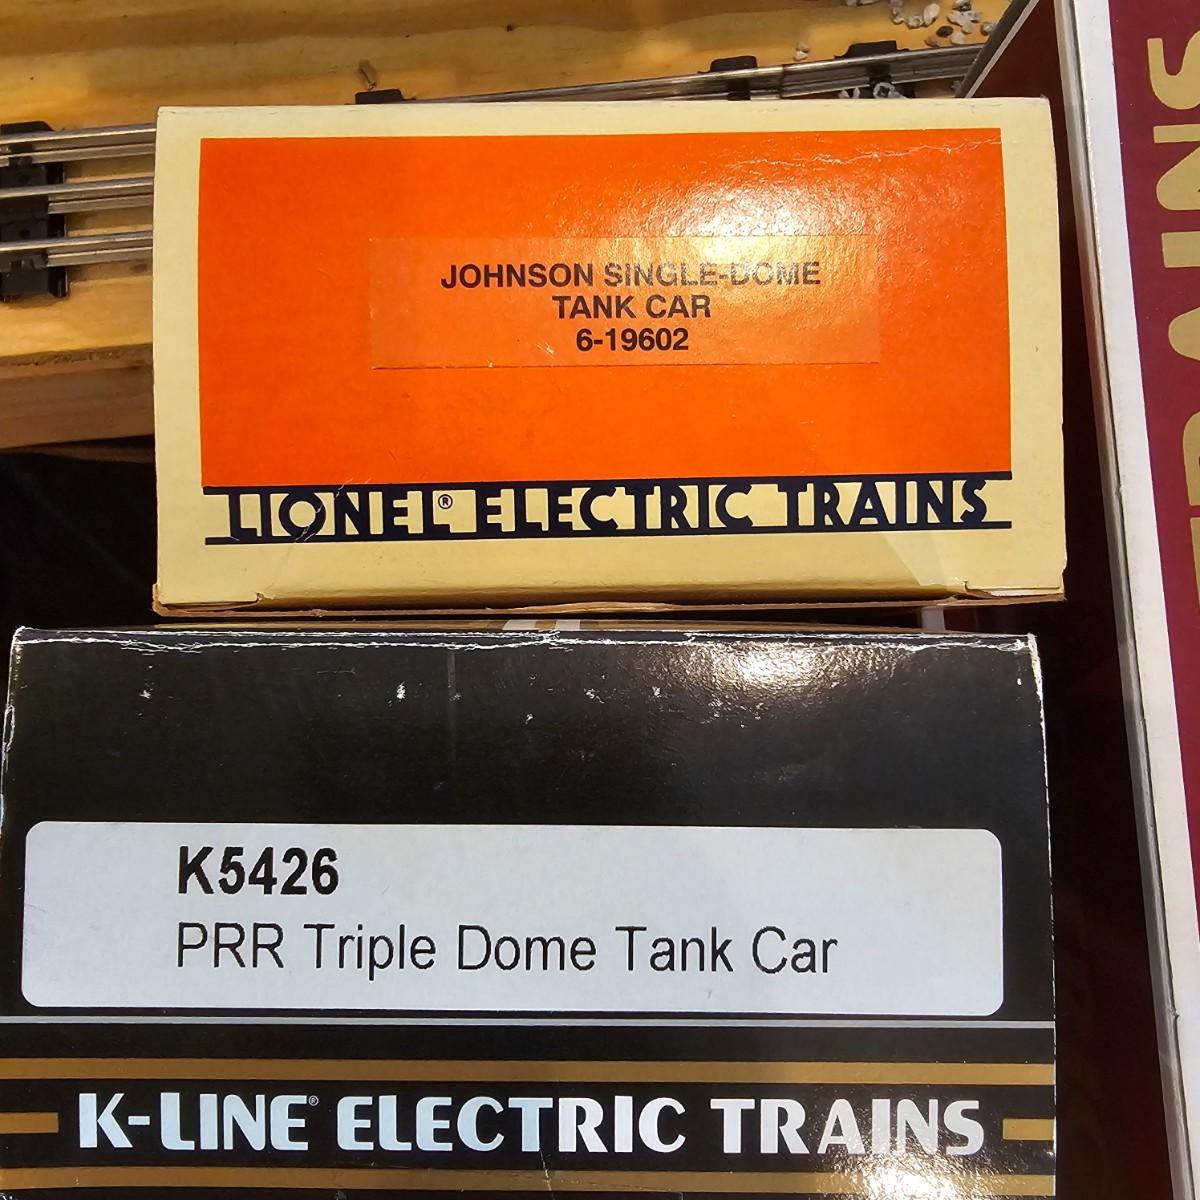 JOHNSON SINGLE-DOME
TANK CAR
6-19602
LIONEL® ELECTRIC TRAINS
K5426
PRR Triple Dome Tank Car
K-LINE® ELECTRIC TRAINS